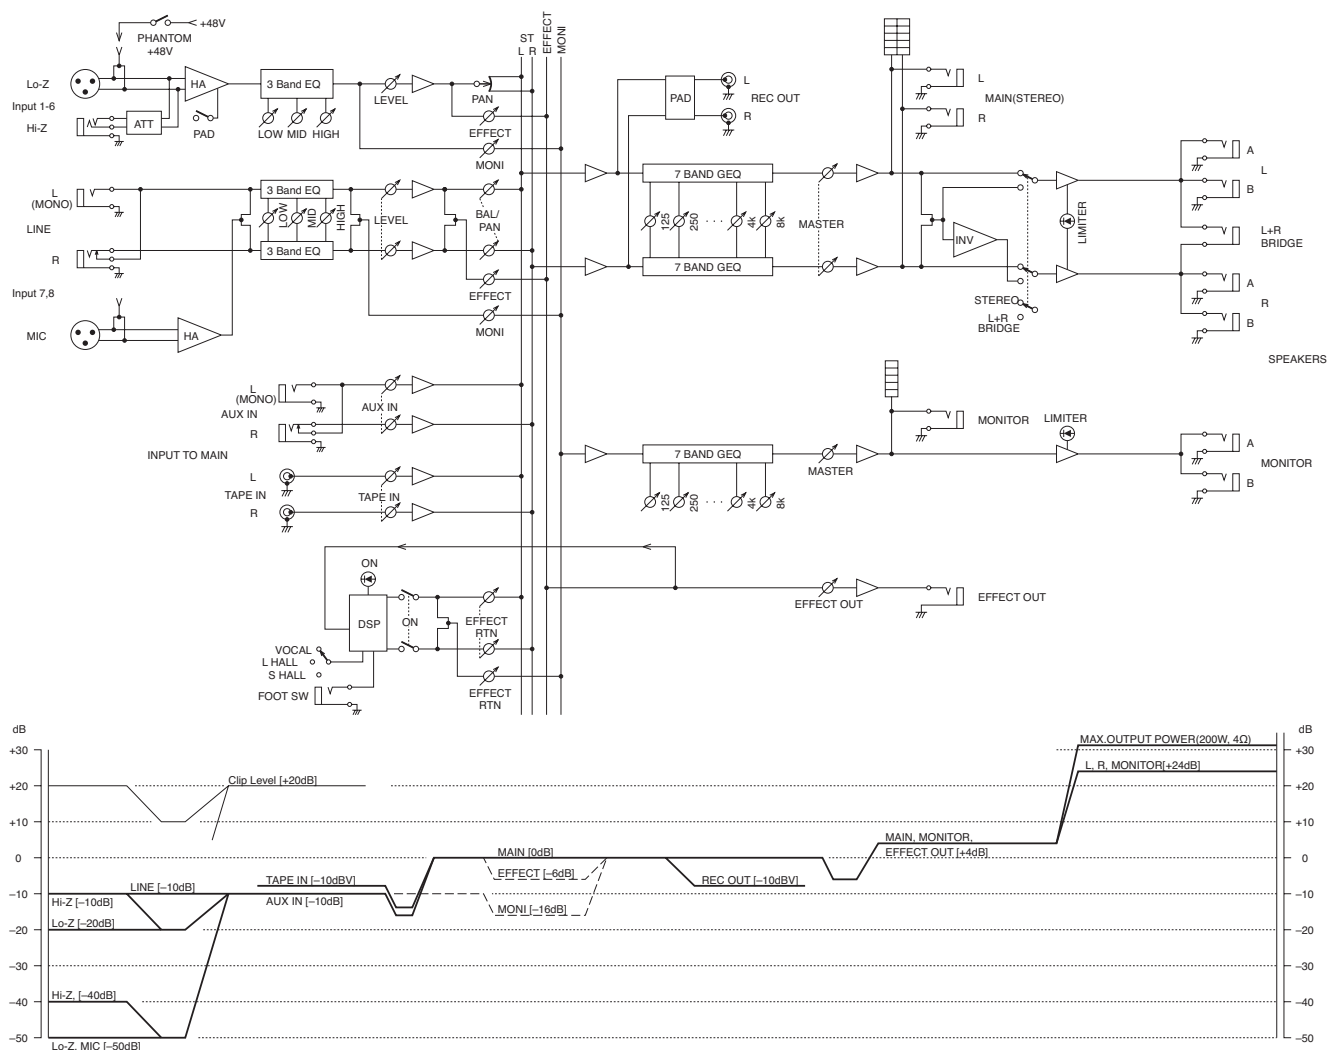 +48V
PHANTOM
+48V
Lo-Z
Input 1-6
Hi-Z
ATT
HA
PAD
3 Band EQ
LOW MID HIGH
LEVEL
PAN
EFFECT
MONI
ST
L R
EFFECT
MONI
L
(MONO)
LINE
R
Input 7,8
MIC
HA
3 Band EQ
LOW
MID
HIGH
3 Band EQ
LEVEL
BAL/
PAN
EFFECT
MONI
PAD
L
REC OUT
R
7 BAND GEQ
125
250
· · ·
4k
8k
7 BAND GEQ
MASTER
L
MAIN(STEREO)
R
INV
STEREO
L+R
BRIDGE
LIMITER
A
L
B
L+R
BRIDGE
A
R
B
SPEAKERS
L
(MONO)
AUX IN
R
AUX IN
INPUT TO MAIN
L
TAPE IN
R
TAPE IN
7 BAND GEQ
125
250
· · ·
4k
8k
MASTER
MONITOR
LIMITER
A
MONITOR
B
ON
DSP
ON
VOCAL
L HALL
S HALL
FOOT SW
EFFECT
RTN
EFFECT
RTN
EFFECT OUT
EFFECT OUT
dB
dB
+30
MAX.OUTPUT POWER(200W, 4Ω)
+30
L, R, MONITOR[+24dB]
+20
Clip Level [+20dB]
+20
+10
+10
MAIN, MONITOR,
EFFECT OUT [+4dB]
0
MAIN [0dB]
0
EFFECT [–6dB]
TAPE IN [–10dBV]
REC OUT [–10dBV]
–10
LINE [–10dB]
–10
Hi-Z [–10dB]
AUX IN [–10dB]
MONI [–16dB]
Lo-Z [–20dB]
–20
–20
–30
–30
Hi-Z, [–40dB]
–40
–40
–50
–50
Lo-Z, MIC [–50dB]